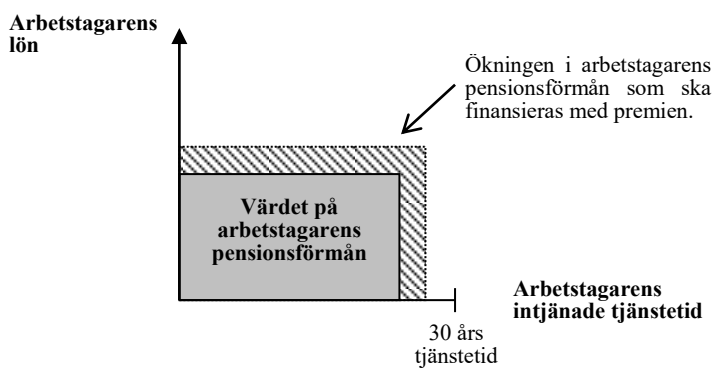 Arbetstagarens
lön
Ökningen i arbetstagarens
pensionsförmån som ska
finansieras med premien.
Värdet på
arbetstagarens
pensionsförmån
Arbetstagarens
intjänade tjänstetid
30 års
tjänstetid